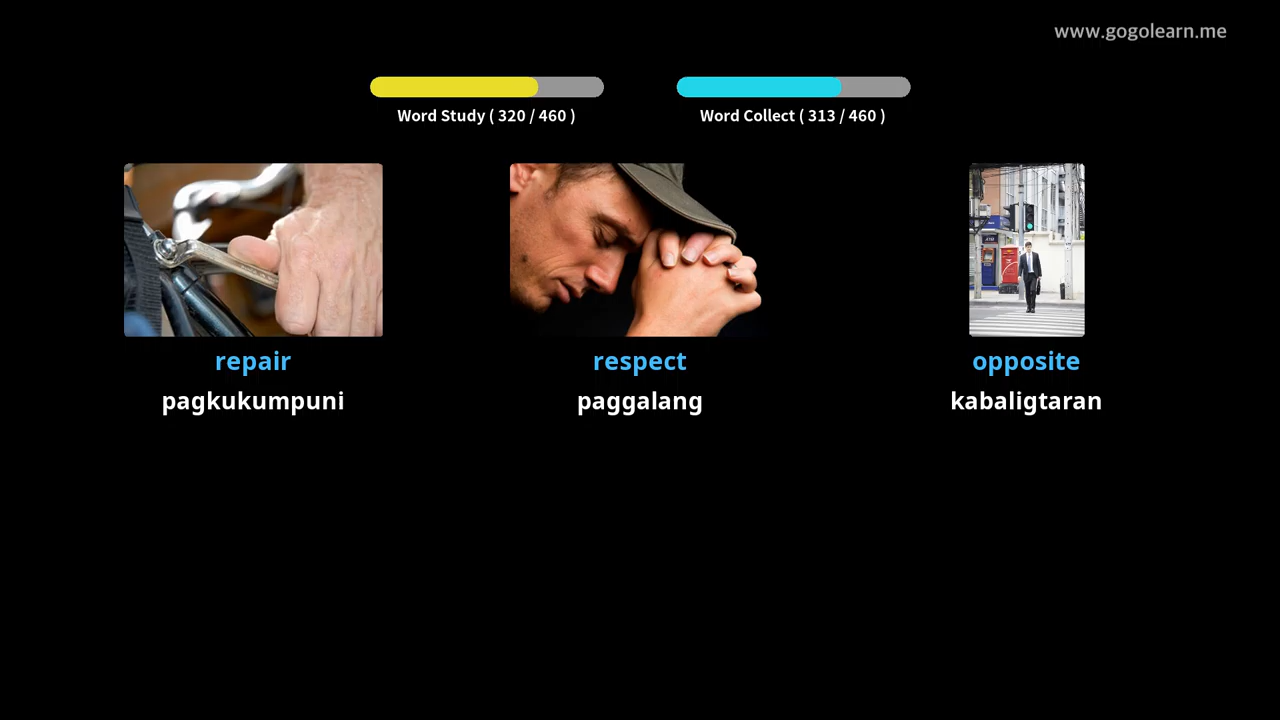 www.gogolearn.me
Word Study ( 320 / 460 )
Word Collect ( 313 / 460 )
repair
respect
opposite
pagkukumpuni
paggalang
kabaligtaran